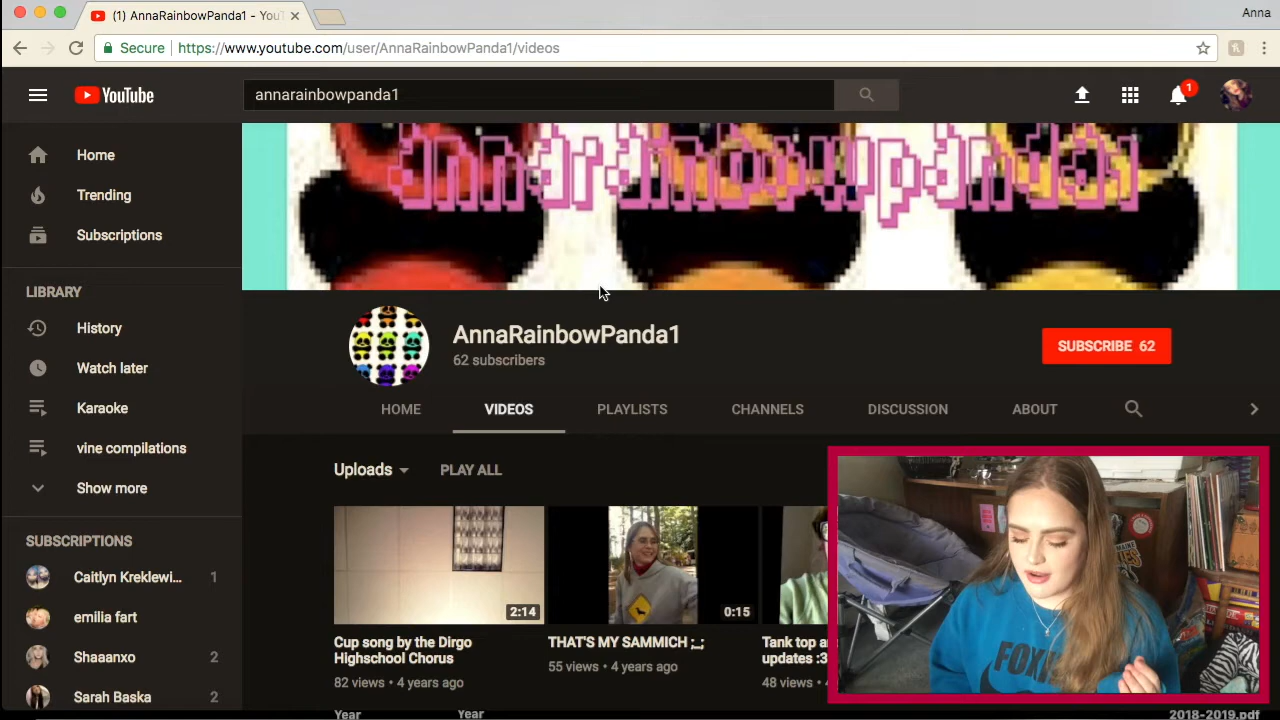 (1) AnnaRainbowPanda1 - YouT
Anna
Secure https://www.youtube.com/user/AnnaRainbowPanda1/videos
YouTube
annarainbowpanda1
1
Home
Trending
Subscriptions
LIBRARY
History
Watch later
Karaoke
vine compilations
Show more
SUBSCRIPTIONS
Caitlyn Kreklewi... 1
emilia fart
Shaaanxo 2
Sarah Baska 2
annarainbowpanda1
AnnaRainbowPanda1
62 subscribers
SUBSCRIBE 62
HOME VIDEOS PLAYLISTS CHANNELS DISCUSSION ABOUT
Uploads PLAY ALL
2:14
Cup song by the Dirgo
Highschool Chorus
82 views • 4 years ago
0:15
THAT'S MY SAMMICH ;_;
55 views • 4 years ago
Tank top a
updates :3
48 views •
Year Year 2018-2019.pdf